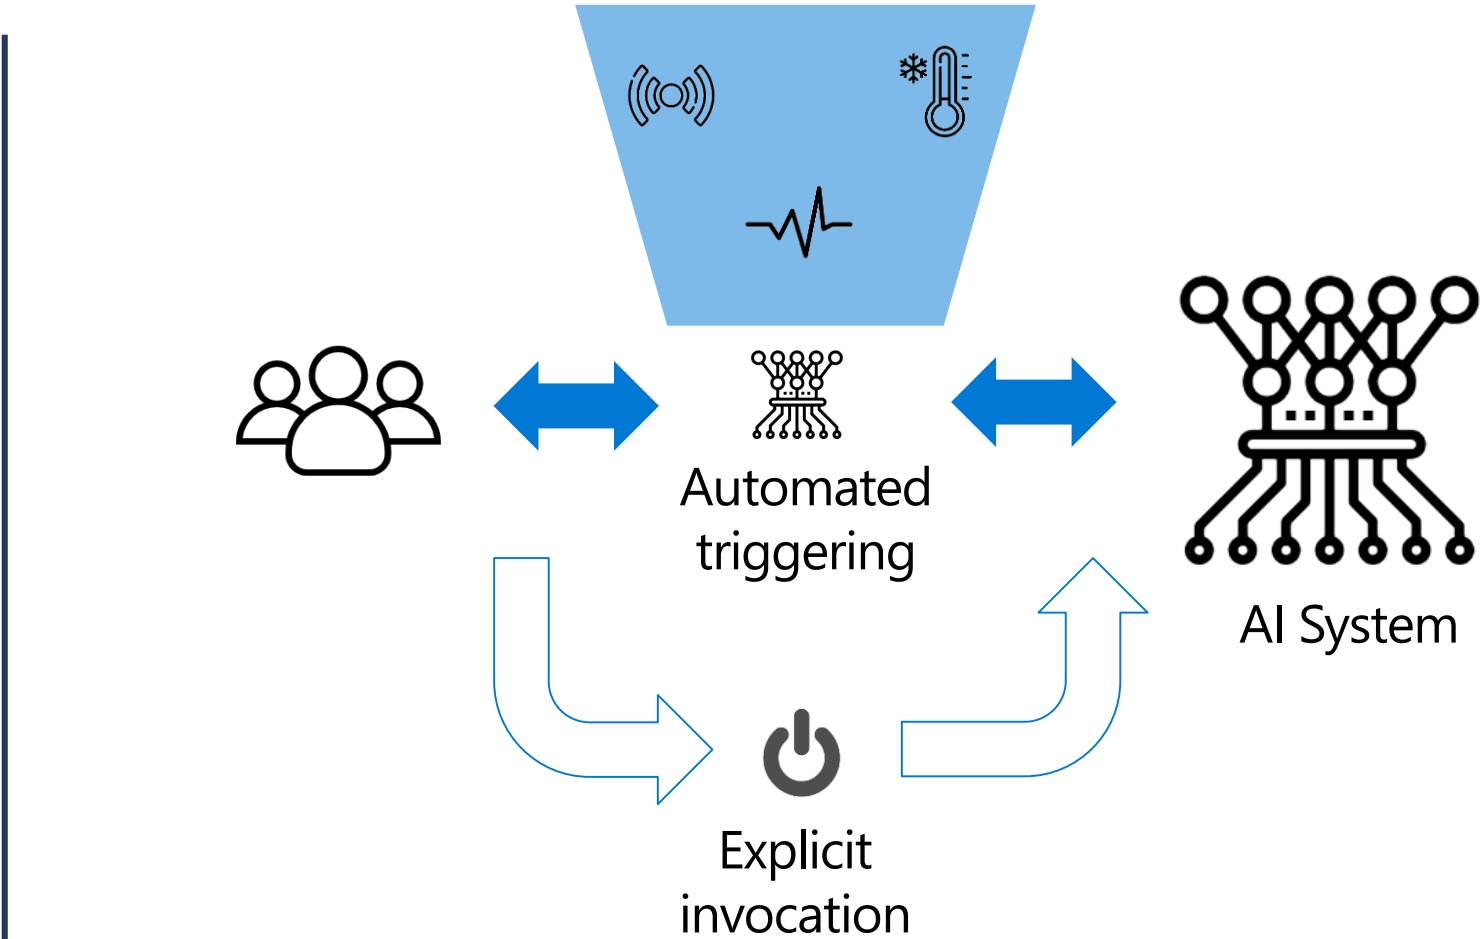 Automated
triggering
AI System
Explicit
invocation